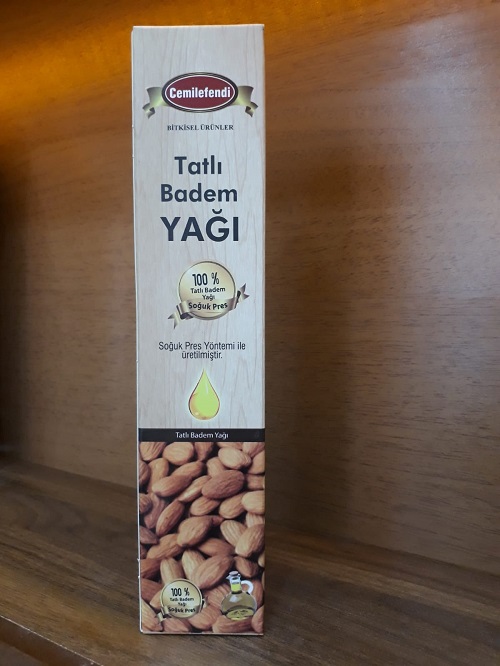 Cemilefendi
BİTKİSEL ÜRÜNLER
Tatlı
Badem
YAĞI
100 %
Tatlı Badem
Yağı
Soğuk Pres
Soğuk Pres Yöntemi ile
üretilmiştir.
Tatlı Badem Yağı
100 %
Tatlı Badem
Yağı
Soğuk Pres